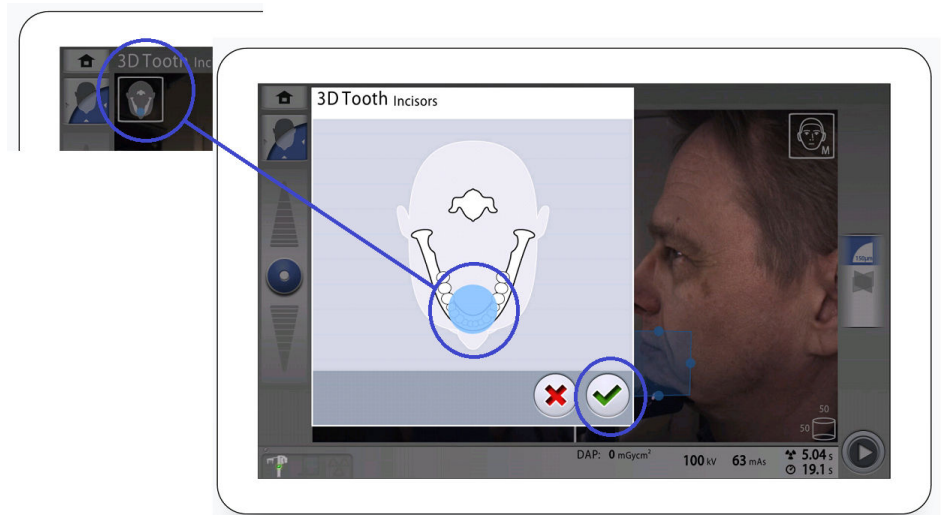 3D Tooth Inc
3D Tooth Incisors
M
150µm
50
50
DAP: 0 mGycm²
100 kV
63 mAs
5.04 s
19.1 s